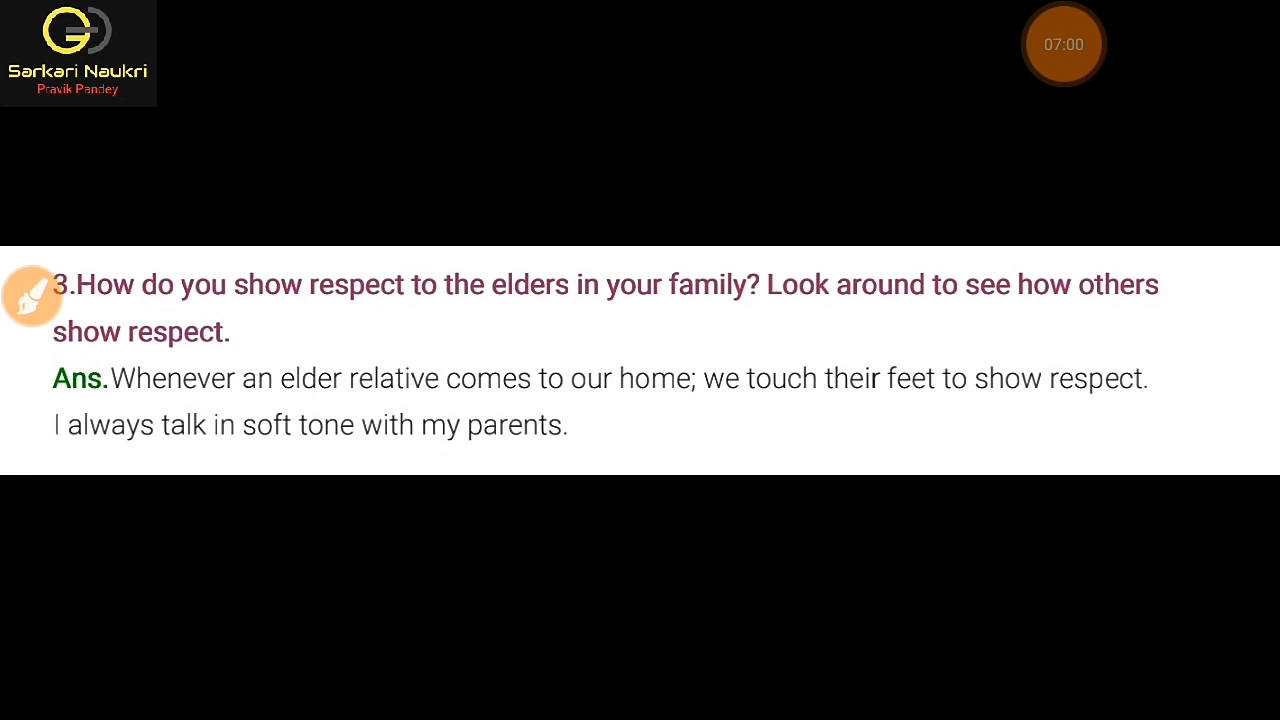 Sarkari Naukri
Pravik Pandey
07:00
3.How do you show respect to the elders in your family? Look around to see how others
show respect.
Ans.Whenever an elder relative comes to our home; we touch their feet to show respect.
I always talk in soft tone with my parents.